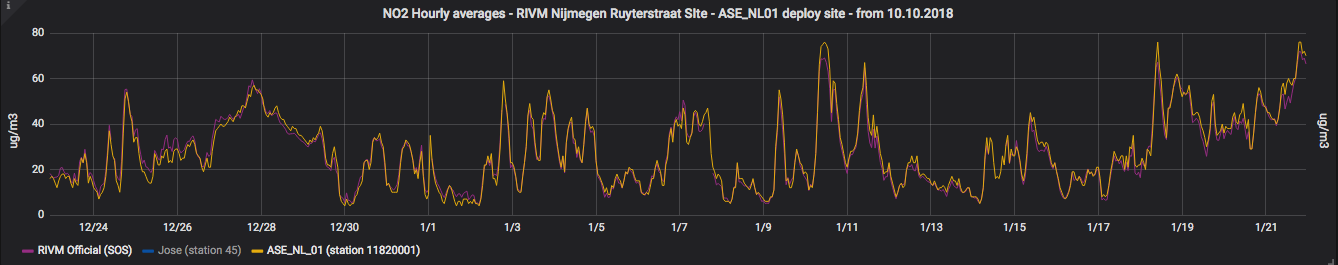 i
NO2 Hourly averages - RIVM Nijmegen Ruyterstraat SIte - ASE_NL01 deploy site - from 10.10.2018
80
60
40
20
0
ug/m3
ug/m3
12/24 12/26 12/28 12/30 1/1 1/3 1/5 1/7 1/9 1/11 1/13 1/15 1/17 1/19 1/21
RIVM Official (SOS) Jose (station 45) ASE_NL_01 (station 11820001)